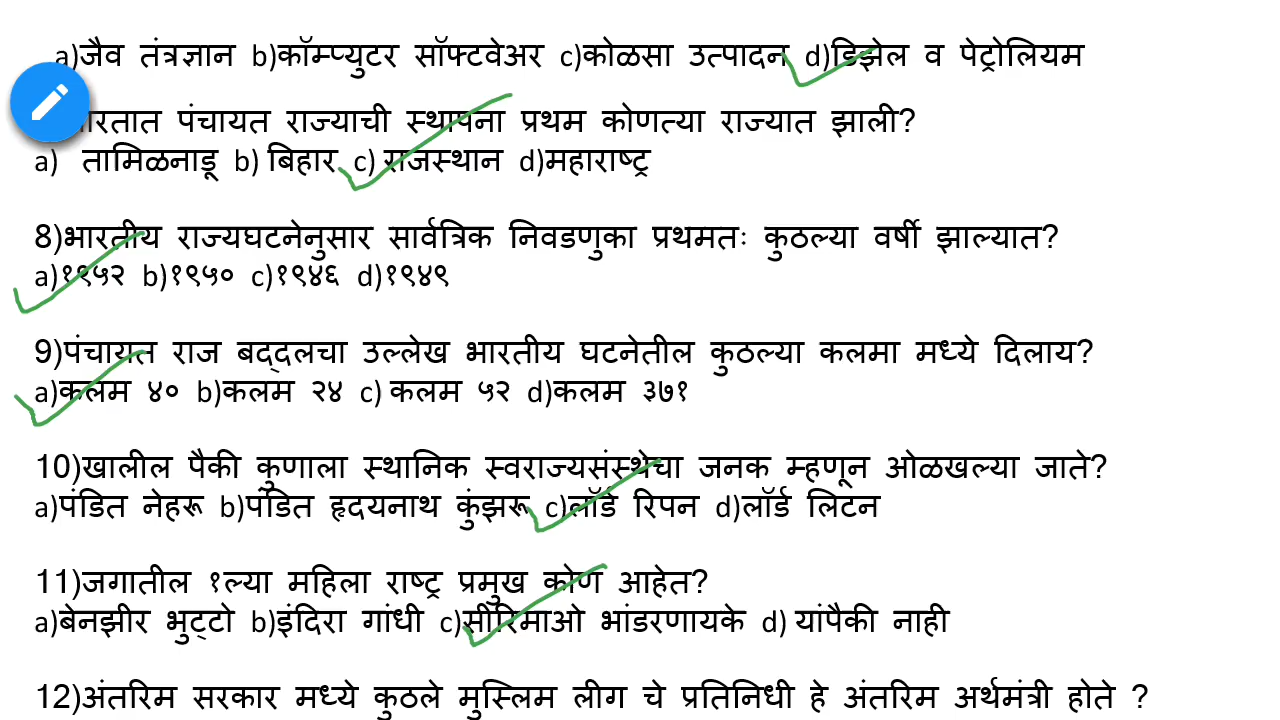 a)जैव तंत्रज्ञान b)कॉम्प्युटर सॉफ्टवेअर c)कोळसा उत्पादन d)डिझेल व पेट्रोलियम
पंचायत राज्याची स्थापना प्रथम कोणत्या राज्यात झाली?
a) तामिळनाडू b) बिहार c) राजस्थान d)महाराष्ट्र
8)भारतीय राज्यघटनेनुसार सार्वत्रिक निवडणुका प्रथमतः कुठल्या वर्षी झाल्यात?
a)१९५२ b)१९५० c)१९४६ d)१९४९
9)पंचायत राज बद्दलचा उल्लेख भारतीय घटनेतील कुठल्या कलमा मध्ये दिलाय?
a)कलम ४० b)कलम २४ c) कलम ५२ d)कलम ३७१
10)खालील पैकी कुणाला स्थानिक स्वराज्यसंस्थेचा जनक म्हणून ओळखल्या जाते?
a)पंडित नेहरू b)पंडित हृदयनाथ कुंझरू c)लॉर्ड रिपन d)लॉर्ड लिटन
11)जगातील १ल्या महिला राष्ट्र प्रमुख कोण आहेत?
a)बेनझीर भुट्टो b)इंदिरा गांधी c)सीरिमाओ भांडरणायके d) यांपैकी नाही
12)अंतरिम सरकार मध्ये कुठले मुस्लिम लीग चे प्रतिनिधी हे अंतरिम अर्थमंत्री होते ?